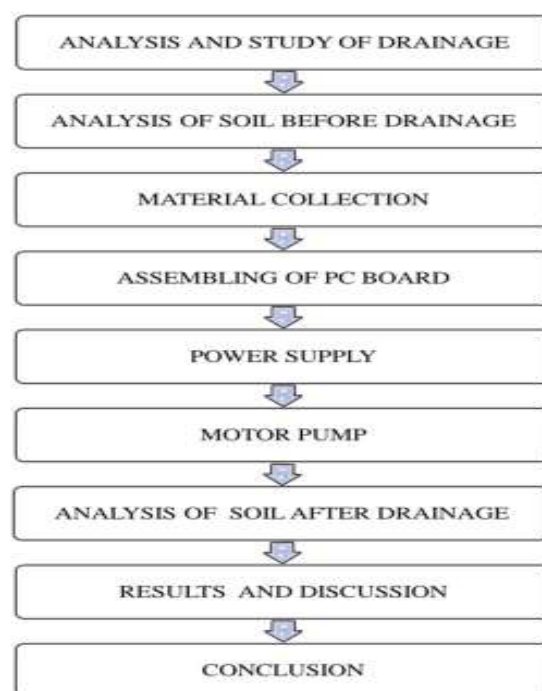 ANALYSIS AND STUDY OF DRAINAGE
ANALYSIS OF SOIL BEFORE DRAINAGE
MATERIAL COLLECTION
ASSEMBLING OF PC BOARD
POWER SUPPLY
MOTOR PUMP
ANALYSIS OF SOIL AFTER DRAINAGE
RESULTS AND DISCUSSION
CONCLUSION